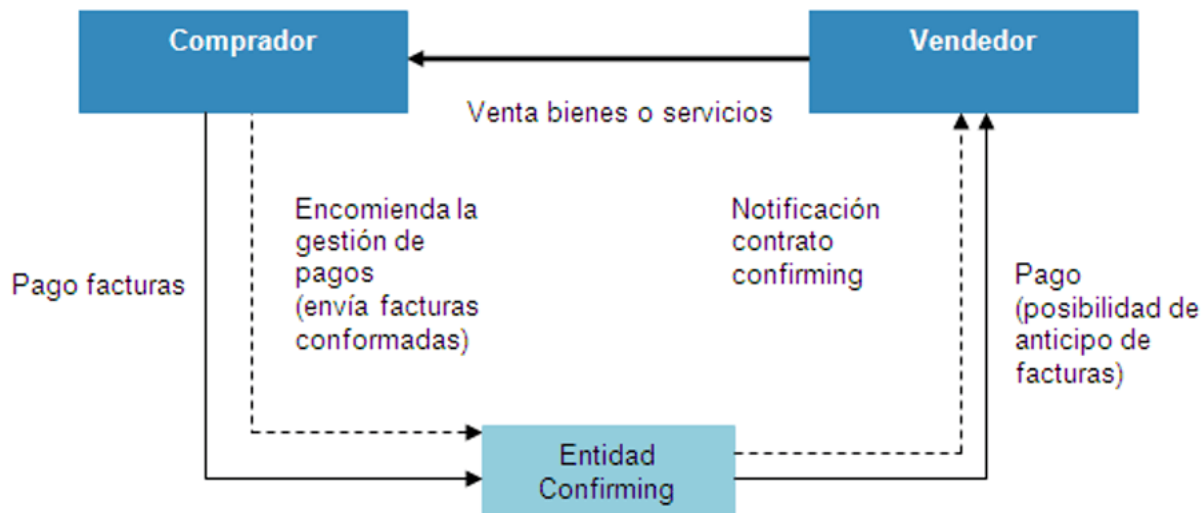 Comprador
Vendedor
Venta bienes o servicios
Pago facturas
Encomienda la
gestión de
pagos
(envía facturas
conformadas)
Notificación
contrato
confirming
Pago
(posibilidad de
anticipo de
facturas)
Entidad
Confirming